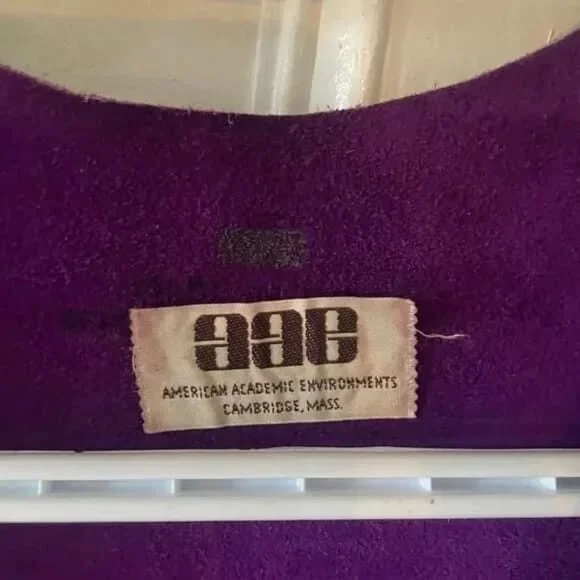 aae
AMERICAN ACADEMIC ENVIRONMENTS
CAMBRIDGE, MASS.